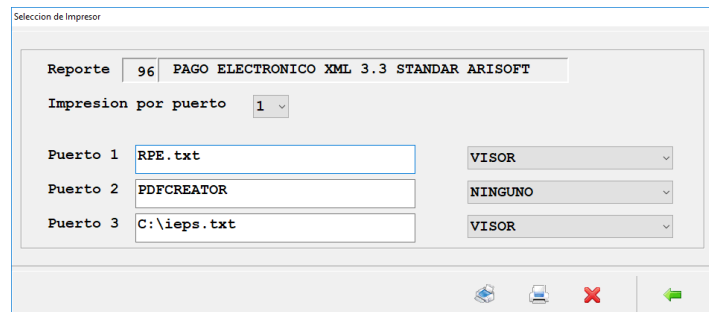 Seleccion de Impresor
Reporte 96 PAGO ELECTRONICO XML 3.3 STANDAR ARISOFT
Impresion por puerto 1
Puerto 1 RPE.txt VISOR
Puerto 2 PDFCREATOR NINGUNO
Puerto 3 C:\ieps.txt VISOR